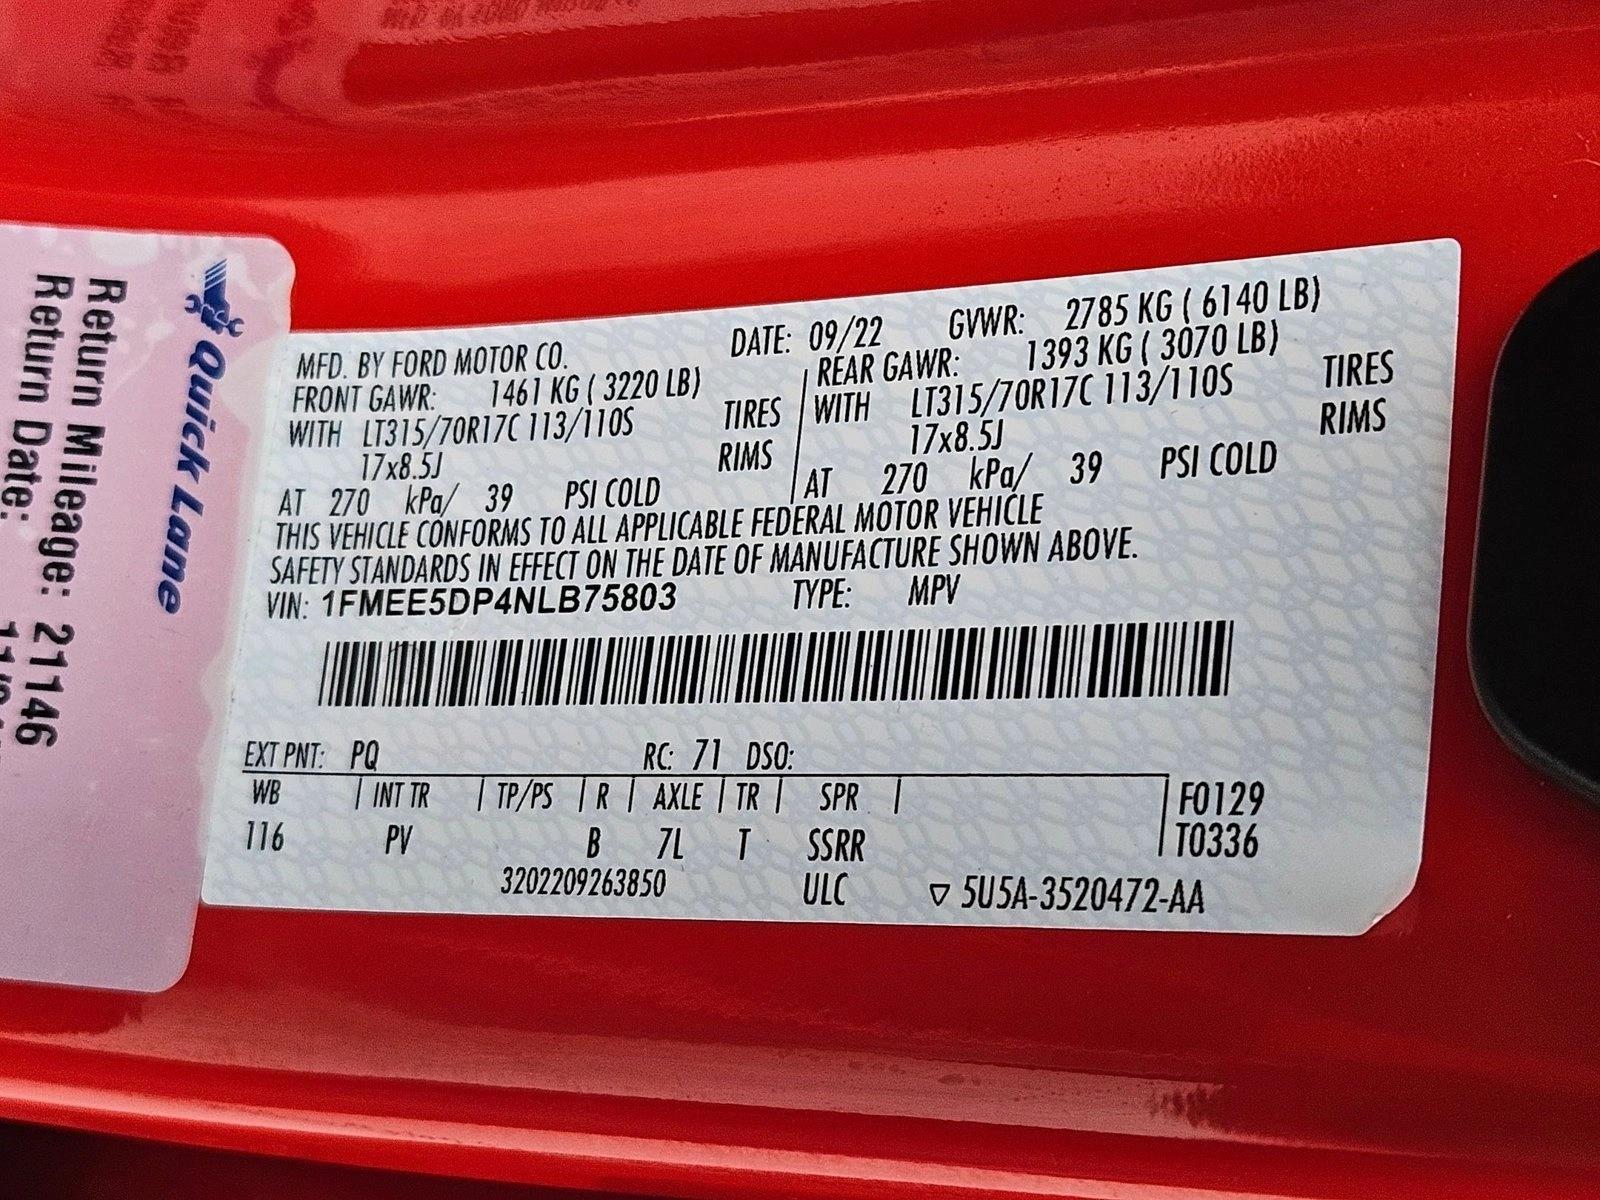 MFD. BY FORD MOTOR CO. DATE: 09/22 GVWR: 2785 KG ( 6140 LB)
FRONT GAWR: 1461 KG ( 3220 LB) REAR GAWR: 1393 KG ( 3070 LB)
WITH LT315/70R17C 113/110S TIRES WITH LT315/70R17C 113/110S TIRES
17x8.5J RIMS 17x8.5J RIMS
AT 270 kPa/ 39 PSI COLD AT 270 kPa/ 39 PSI COLD
THIS VEHICLE CONFORMS TO ALL APPLICABLE FEDERAL MOTOR VEHICLE
SAFETY STANDARDS IN EFFECT ON THE DATE OF MANUFACTURE SHOWN ABOVE.
VIN: 1FMEE5DP4NLB75803 TYPE: MPV
EXT PNT: PQ RC: 71 DSO:
WB | INT TR | TP/PS | R | AXLE | TR | SPR | F0129
116 PV B 7L T SSRR T0336
3202209263850 ULC ▽ 5U5A-3520472-AA
Quick Lane
Return Mileage: 21146
Return Date: